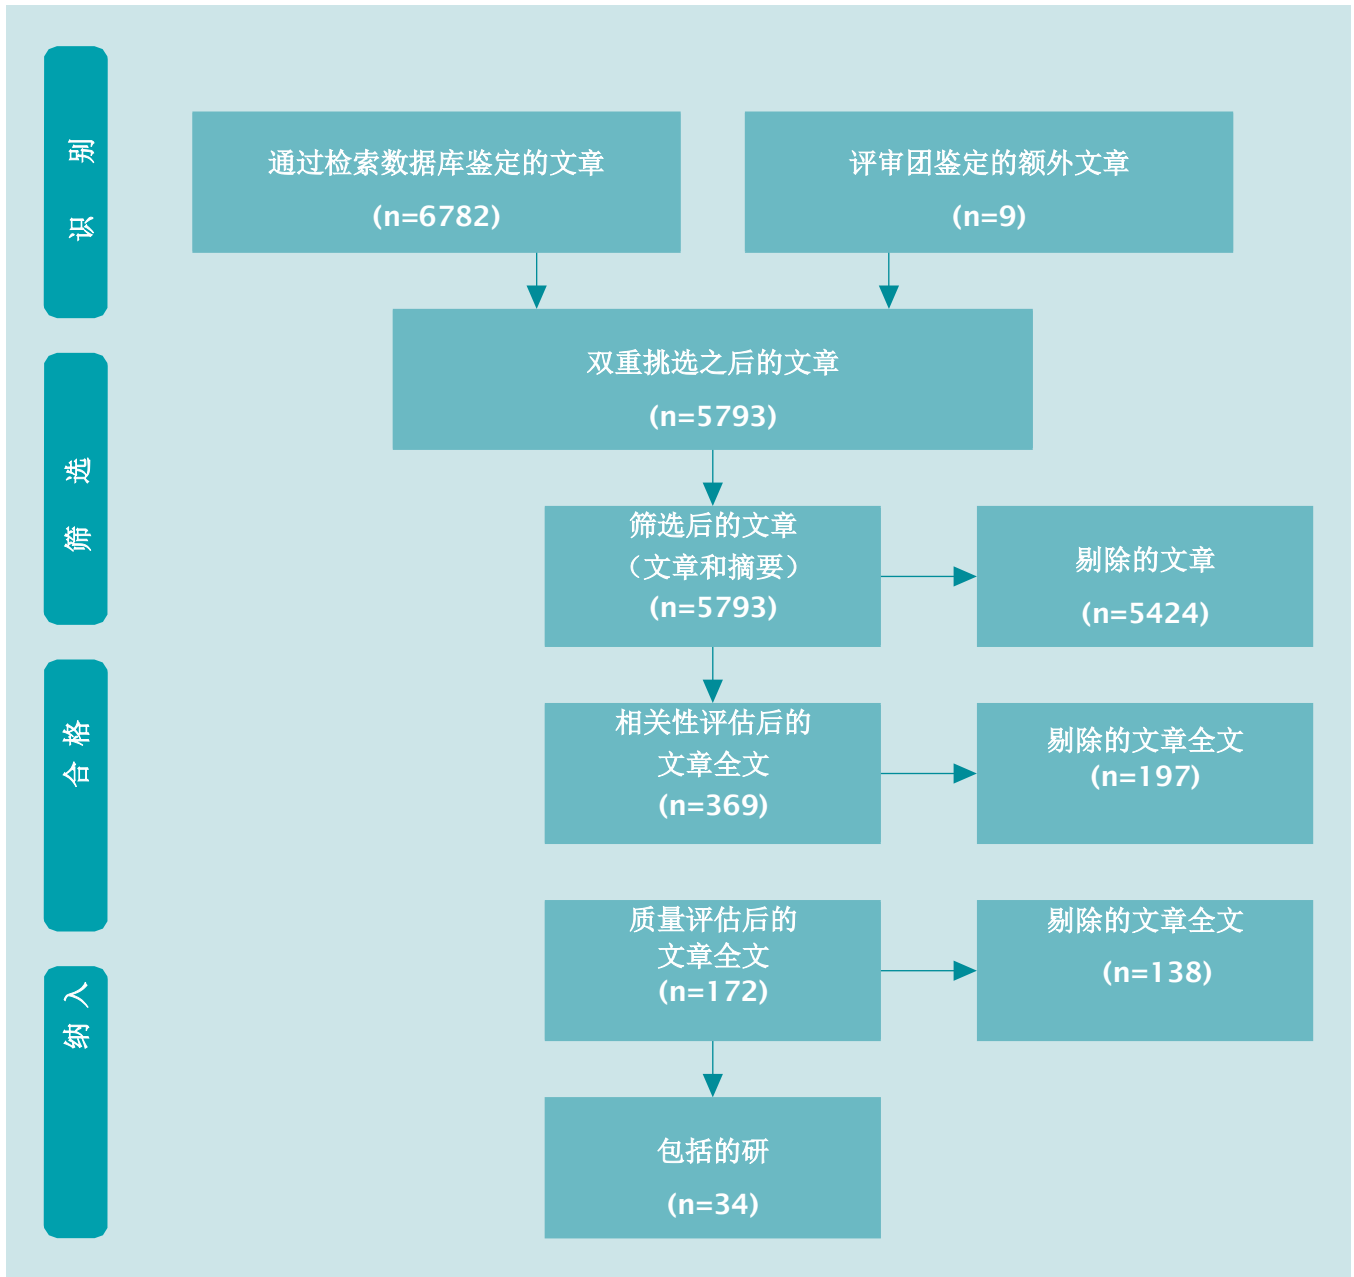 识别
通过检索数据库鉴定的文章
(n=6782)
评审团鉴定的额外文章
(n=9)
双重挑选之后的文章
(n=5793)
筛选
筛选后的文章
（文章和摘要）
(n=5793)
剔除的文章
(n=5424)
合格
相关性评估后的
文章全文
(n=369)
剔除的文章全文
(n=197)
质量评估后的
文章全文
(n=172)
剔除的文章全文
(n=138)
纳入
包括的研
(n=34)